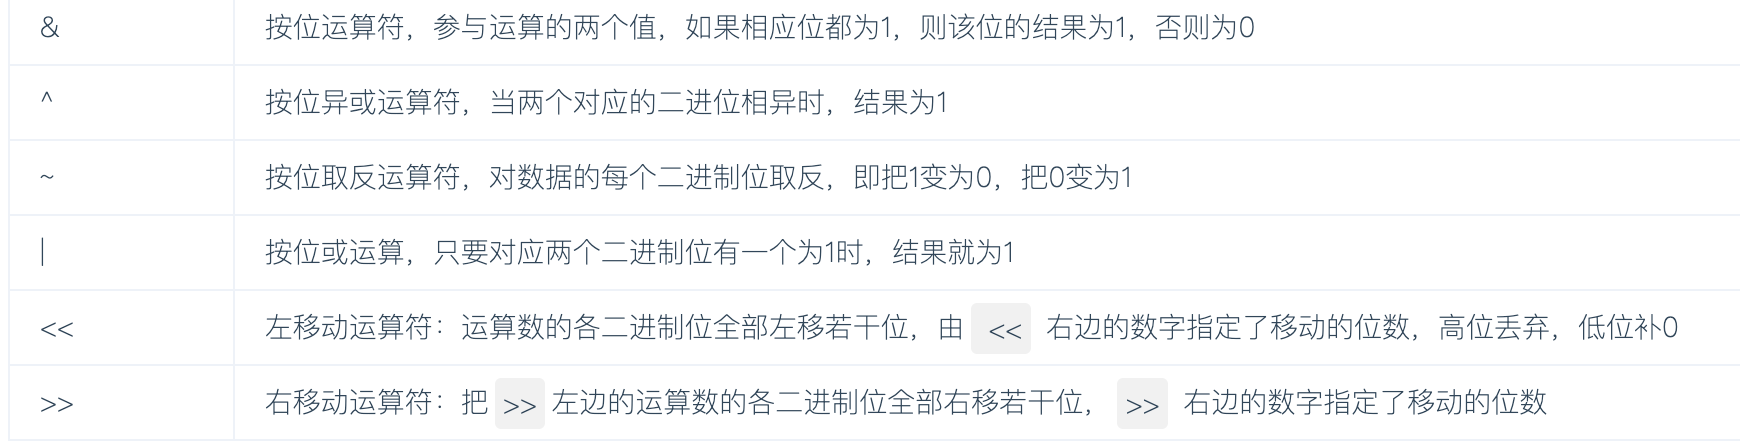 & 按位运算符，参与运算的两个值，如果相应位都为1，则该位的结果为1，否则为0
^ 按位异或运算符，当两个对应的二进位相异时，结果为1
~ 按位取反运算符，对数据的每个二进制位取反，即把1变为0，把0变为1
| 按位或运算，只要对应两个二进制位有一个为1时，结果就为1
<< 左移动运算符：运算数的各二进制位全部左移若干位，由 << 右边的数字指定了移动的位数，高位丢弃，低位补0
>> 右移动运算符：把 >> 左边的运算数的各二进制位全部右移若干位， >> 右边的数字指定了移动的位数